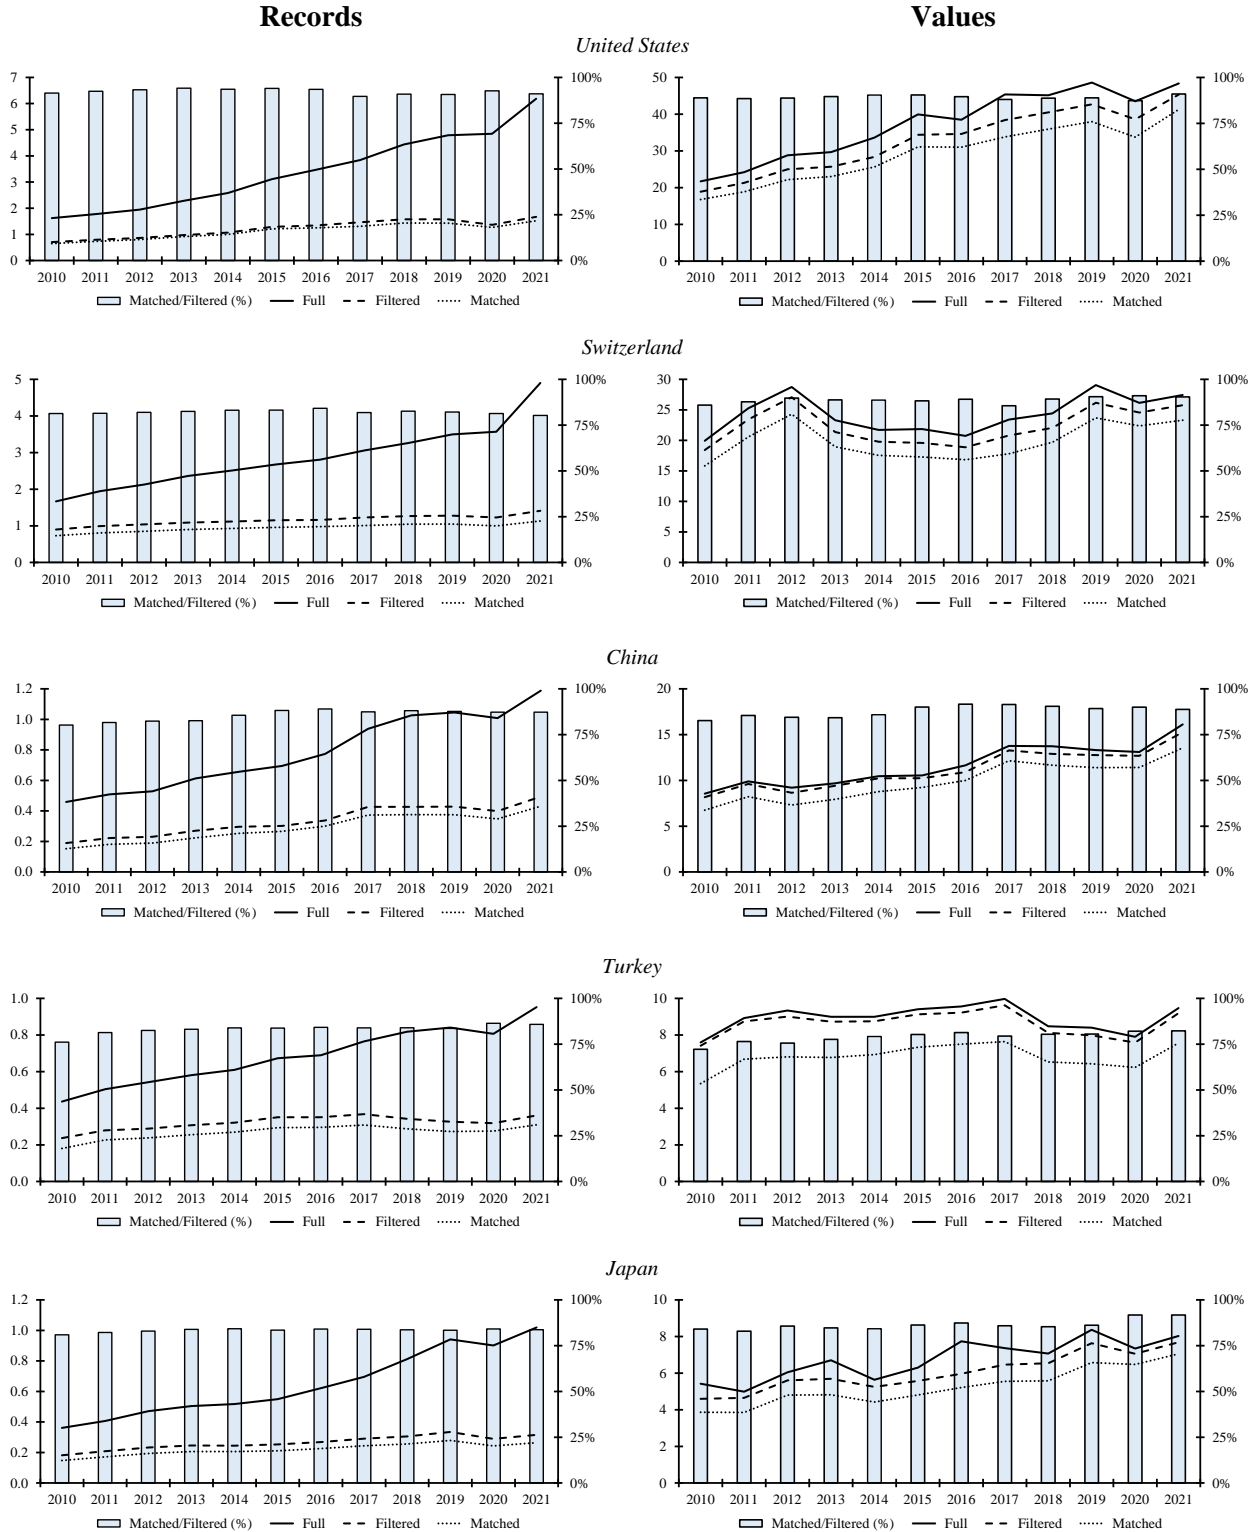 Records Values
United States
7 100% 50 100%
6 40 
5 75% 75%
4 30
3 50% 50%
2 20
1 25% 10 25%
0 0% 0 0%
2010 2011 2012 2013 2014 2015 2016 2017 2018 2019 2020 2021 2010 2011 2012 2013 2014 2015 2016 2017 2018 2019 2020 2021
Matched/Filtered (%) Full Filtered Matched Matched/Filtered (%) Full Filtered Matched
Switzerland
5 100% 30 100%
4 75% 25 75%
3 20
50% 15 50%
2 10
1 25% 5 25%
0 0% 0 0%
2010 2011 2012 2013 2014 2015 2016 2017 2018 2019 2020 2021 2010 2011 2012 2013 2014 2015 2016 2017 2018 2019 2020 2021
Matched/Filtered (%) Full Filtered Matched Matched/Filtered (%) Full Filtered Matched
China
1.2 100% 20 100%
1.0
0.8 75% 15 75%
0.6 50% 10 50%
0.4 25% 5 25%
0.2
0.0 0% 0 0%
2010 2011 2012 2013 2014 2015 2016 2017 2018 2019 2020 2021 2010 2011 2012 2013 2014 2015 2016 2017 2018 2019 2020 2021
Matched/Filtered (%) Full Filtered Matched Matched/Filtered (%) Full Filtered Matched
Turkey
1.0 100% 10 100%
0.8 75% 8 75%
0.6 6
50% 50%
0.4 4
0.2 25% 2 25%
0.0 0% 0 0%
2010 2011 2012 2013 2014 2015 2016 2017 2018 2019 2020 2021 2010 2011 2012 2013 2014 2015 2016 2017 2018 2019 2020 2021
Matched/Filtered (%) Full Filtered Matched Matched/Filtered (%) Full Filtered Matched
Japan
1.2 100% 10 100%
1.0 8
0.8 75% 75%
6
0.6 50% 50%
0.4 25% 4 25%
0.2 2
0.0 0% 0 0%
2010 2011 2012 2013 2014 2015 2016 2017 2018 2019 2020 2021 2010 2011 2012 2013 2014 2015 2016 2017 2018 2019 2020 2021
Matched/Filtered (%) Full Filtered Matched Matched/Filtered (%) Full Filtered Matched